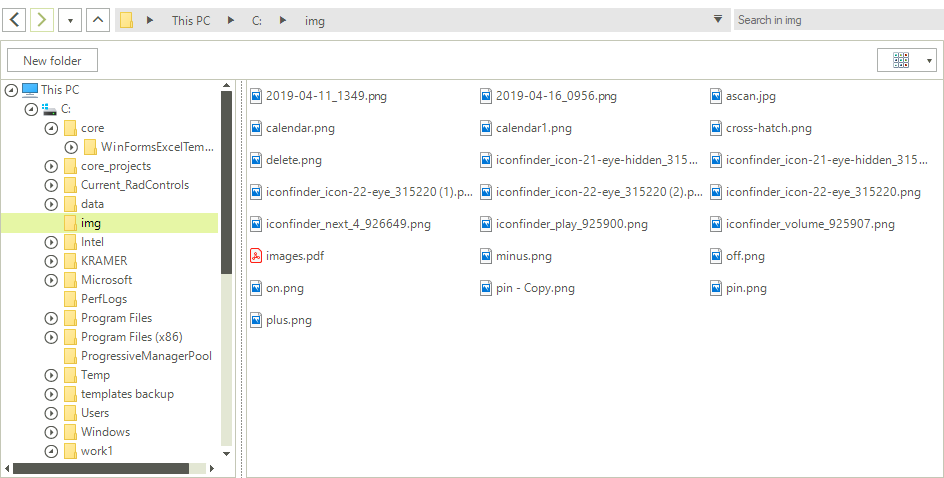 This PC C: img Search in img
New folder
This PC
C:
core
WinFormsExcelTem...
core_projects
Current_RadControls
data
img
Intel
KRAMER
Microsoft
PerfLogs
Program Files
Program Files (x86)
ProgressiveManagerPool
Temp
templates backup
Users
Windows
work1
2019-04-11_1349.png 2019-04-16_0956.png ascan.jpg
calendar.png calendar1.png cross-hatch.png
delete.png iconfinder_icon-21-eye-hidden_315... iconfinder_icon-21-eye-hidden_315...
iconfinder_icon-22-eye_315220 (1).p... iconfinder_icon-22-eye_315220 (2).p... iconfinder_icon-22-eye_315220.png
iconfinder_next_4_926649.png iconfinder_play_925900.png iconfinder_volume_925907.png
images.pdf minus.png off.png
on.png pin - Copy.png pin.png
plus.png